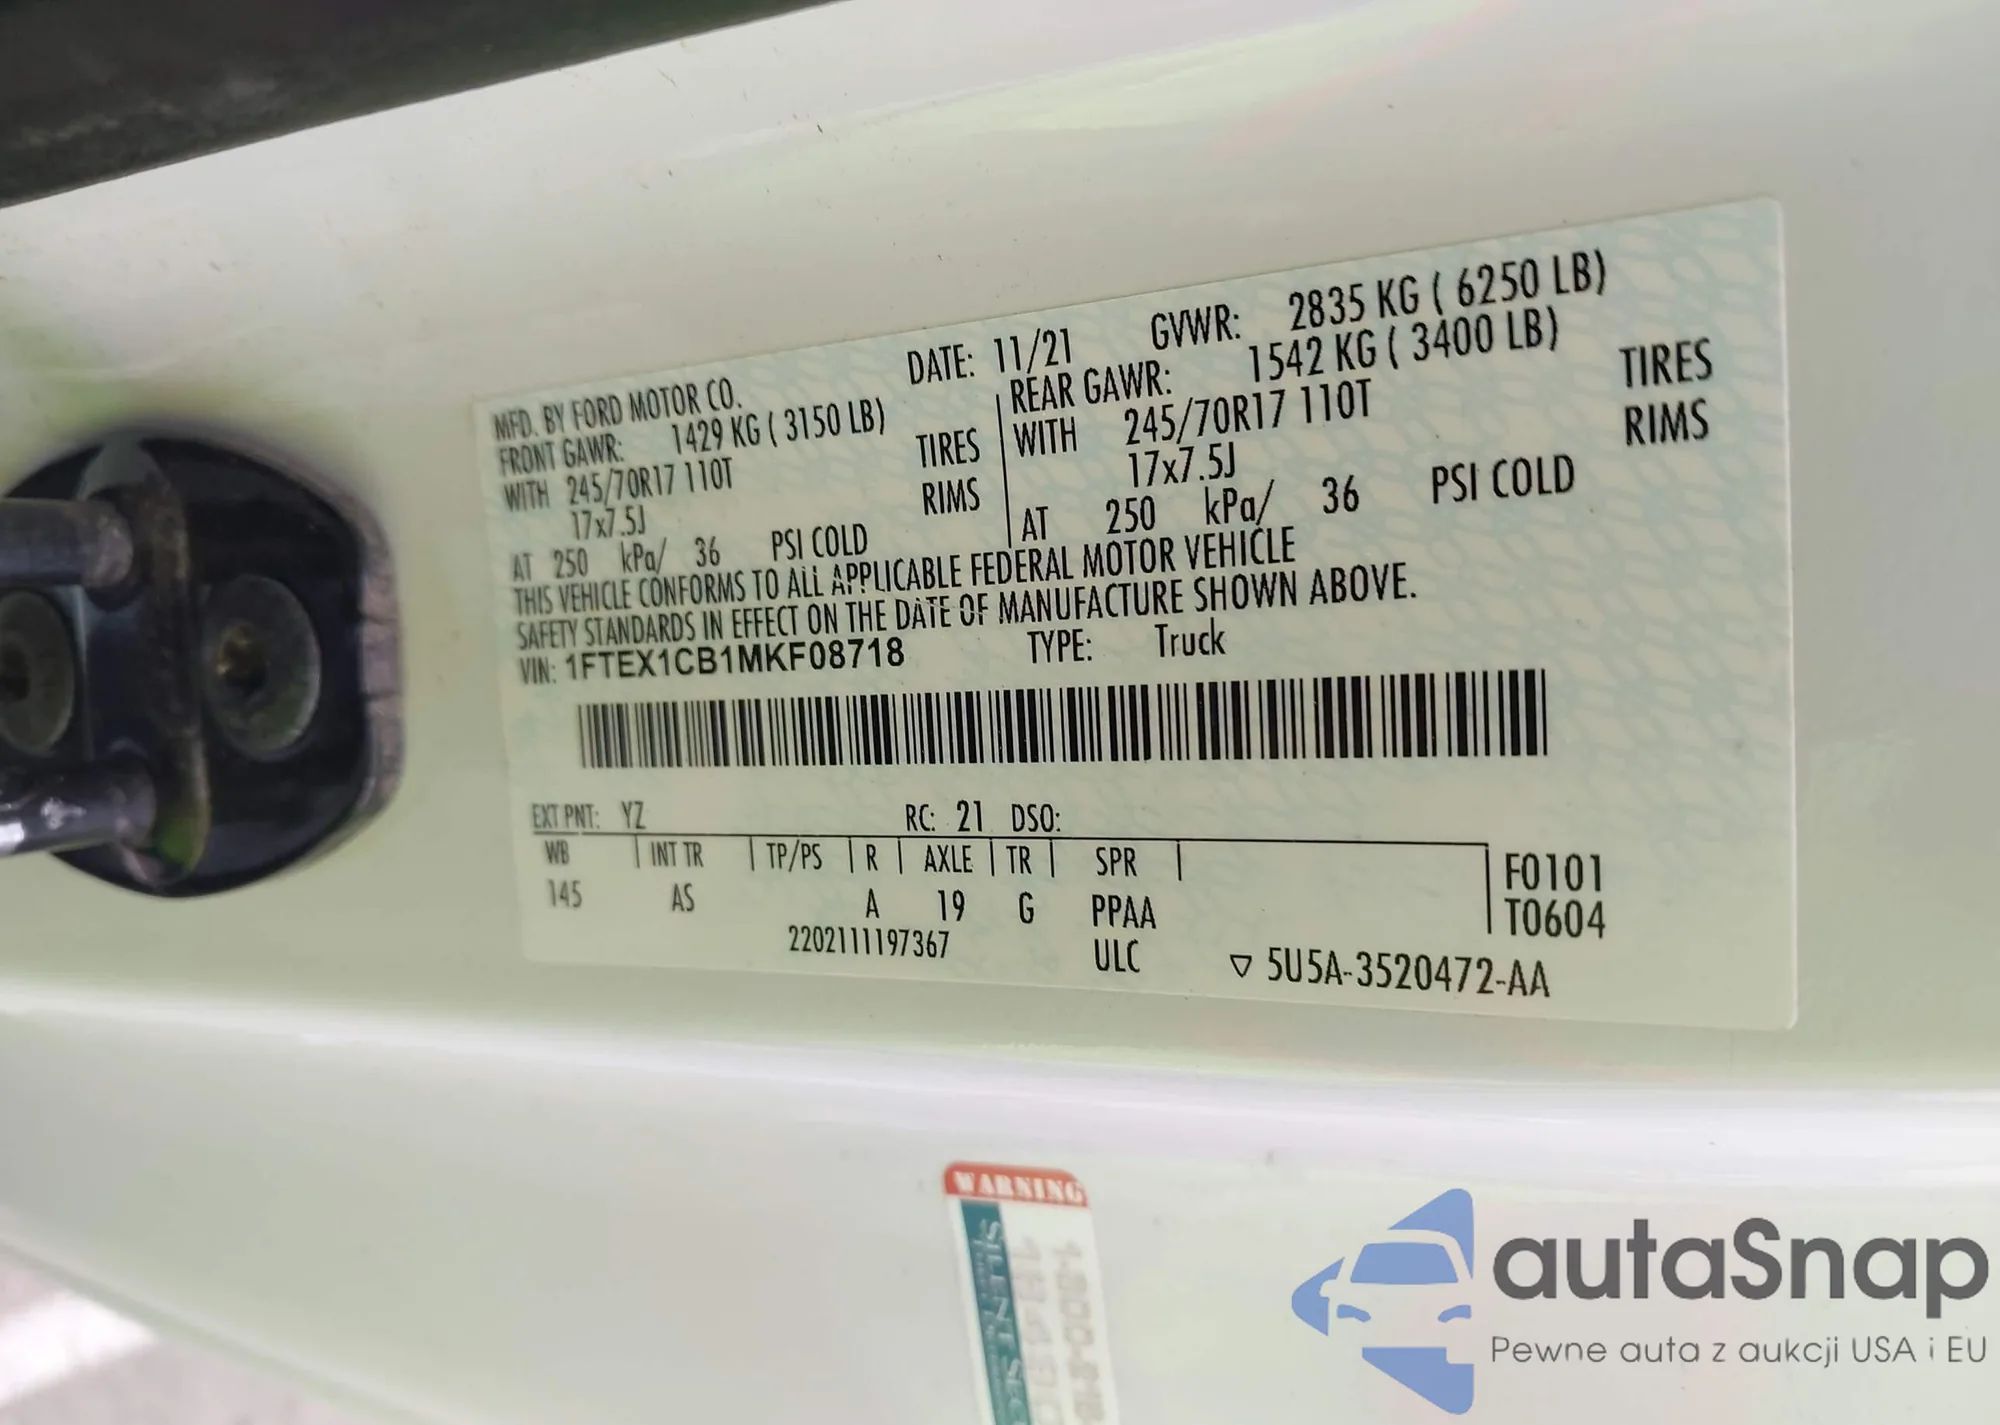 MFD. BY FORD MOTOR CO. DATE: 11/21 GVWR: 2835 KG ( 6250 LB)
FRONT GAWR: 1429 KG ( 3150 LB) REAR GAWR: 1542 KG ( 3400 LB)
WITH 245/70R17 110T TIRES WITH 245/70R17 110T TIRES
17x7.5J RIMS 17x7.5J RIMS
AT 250 kPa/ 36 PSI COLD AT 250 kPa/ 36 PSI COLD
THIS VEHICLE CONFORMS TO ALL APPLICABLE FEDERAL MOTOR VEHICLE
SAFETY STANDARDS IN EFFECT ON THE DATE OF MANUFACTURE SHOWN ABOVE.
VIN: 1FTEX1CB1MKF08718 TYPE: Truck
EXT PNT: YZ RC: 21 DSO:
WB INT TR TP/PS R AXLE TR SPR F0101
145 AS A 19 G PPAA T0604
2202111197367 ULC ▽ 5U5A-3520472-AA
WARNING
SILENT
autaSnap
Pewne auta z aukcji USA i EU